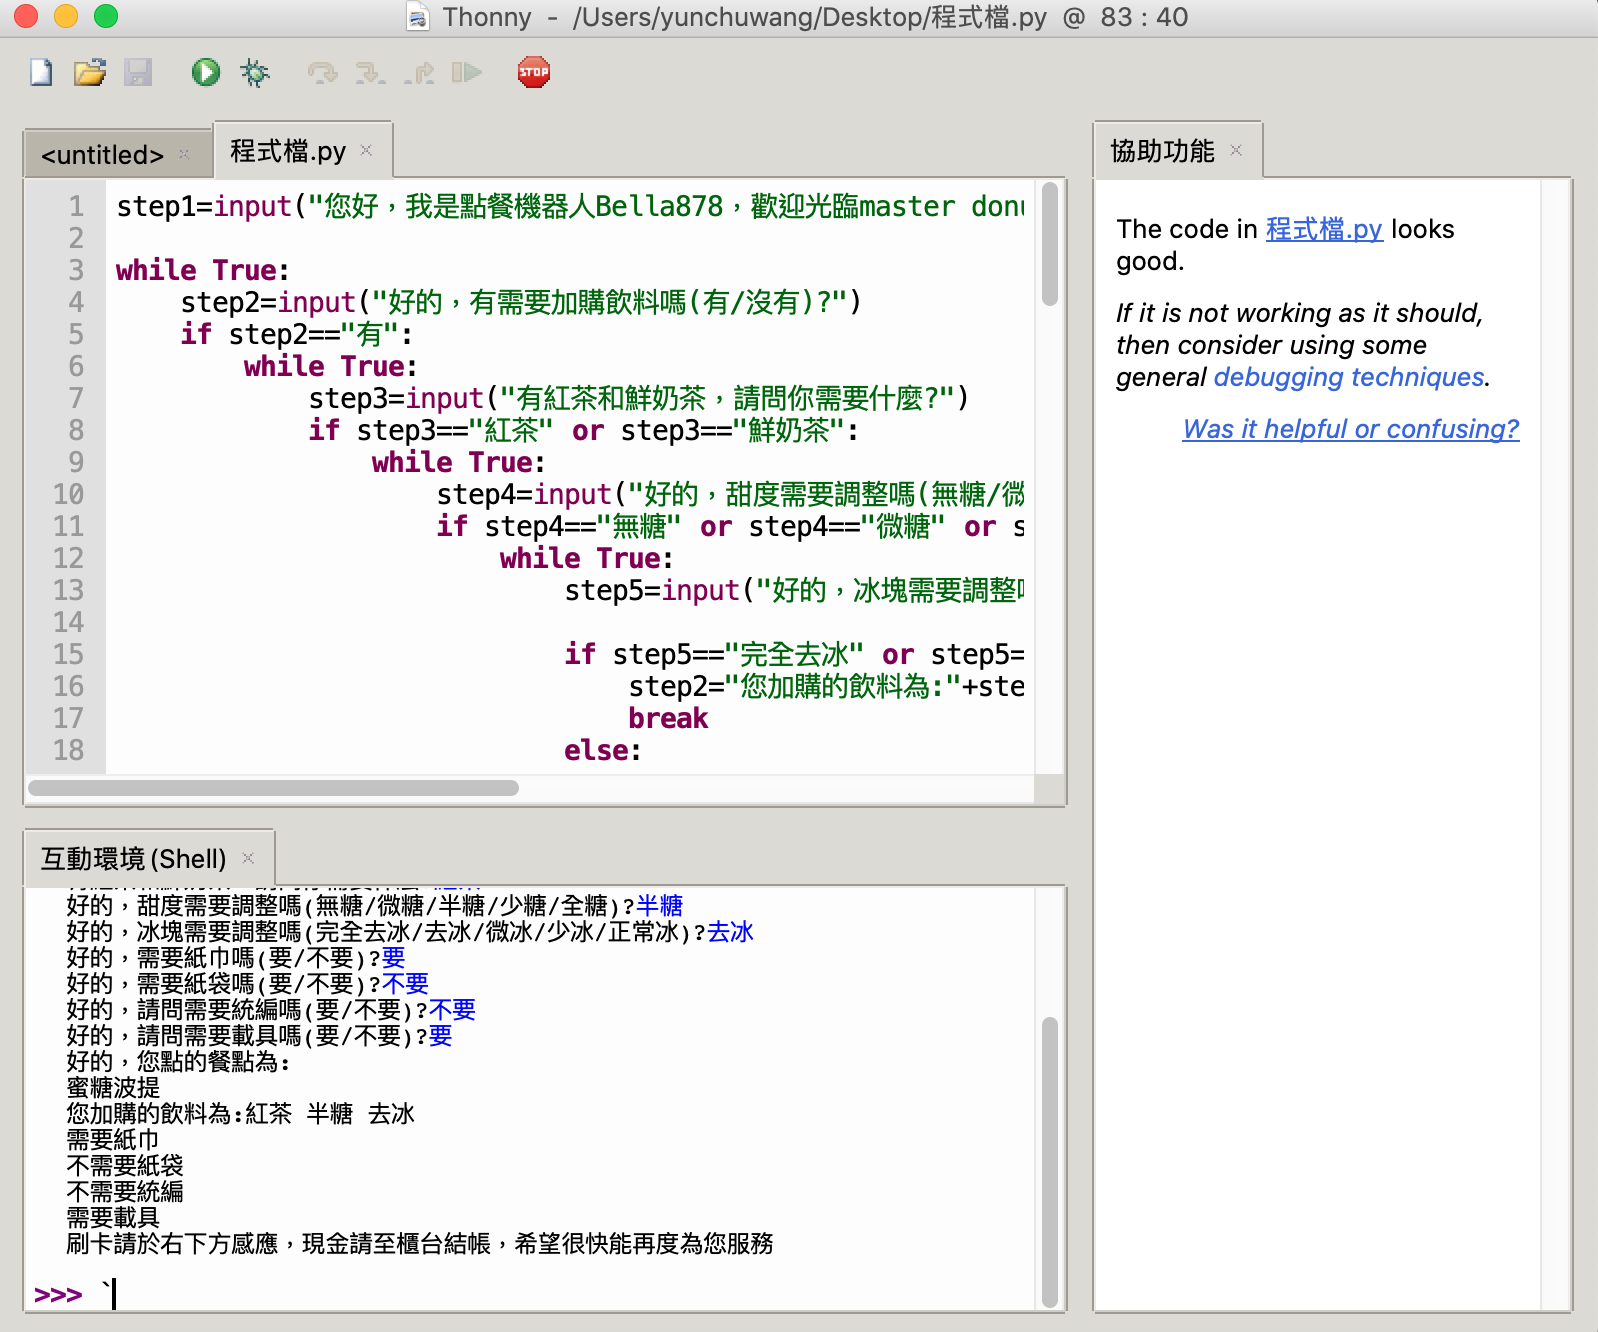 Thonny - /Users/yunchuwang/Desktop/程式檔.py @ 83 : 40
STOP
<untitled>
程式檔.py
1 step1=input("您好，我是點餐機器人Bella878，歡迎光臨master
2
3 while True:
4 step2=input("好的，有需要加購飲料嗎(有/沒有)?")
5 if step2=="有":
6 while True:
7 step3=input("有紅茶和鮮奶茶，請問你需要什麼?")
8 if step3=="紅茶" or step3=="鮮奶茶":
9 while True:
10 step4=input("好的，甜度需要調整嗎(無糖/微
11 if step4=="無糖" or step4=="微糖" or s
12 while True:
13 step5=input("好的，冰塊需要調整
14
15 if step5=="完全去冰" or step5=
16 step2="您加購的飲料為:"+ste
17 break
18 else:
互動環境(Shell)
好的，甜度需要調整嗎(無糖/微糖/半糖/少糖/全糖)?半糖
好的，冰塊需要調整嗎(完全去冰/去冰/微冰/少冰/正常冰)?去冰
好的，需要紙巾嗎(要/不要)?要
好的，需要紙袋嗎(要/不要)?不要
好的，請問需要統編嗎(要/不要)?不要
好的，請問需要載具嗎(要/不要)?要
好的，您點的餐點為:
蜜糖波提
您加購的飲料為:紅茶 半糖 去冰
需要紙巾
不需要紙袋
不需要統編
需要載具
刷卡請於右下方感應，現金請至櫃台結帳，希望很快能再度為您服務
>>> `
協助功能
The code in 程式檔.py looks
good.
If it is not working as it should,
then consider using some
general debugging techniques.
Was it helpful or confusing?